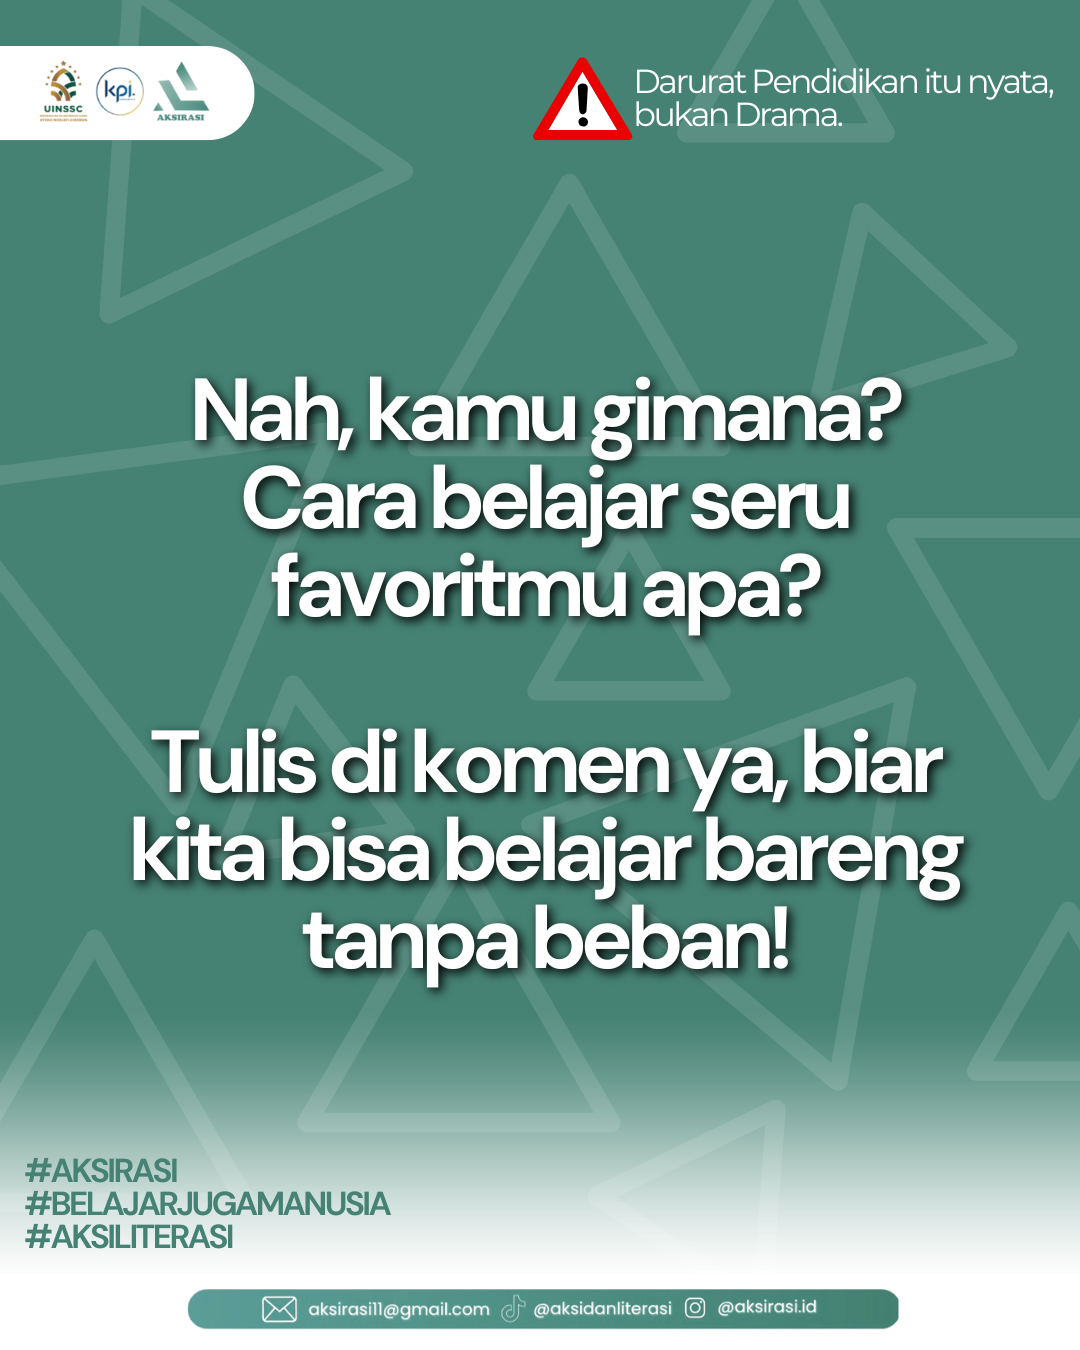 UINSSC
kpi.
AKSIRASI
Darurat Pendidikan itu nyata,
bukan Drama.
Nah, kamu gimana?
Cara belajar seru
favoritmu apa?
Tulis di komen ya, biar
kita bisa belajar bareng
tanpa beban!
#AKSIRASI
#BELAJARJUGAMANUSIA
#AKSILITERASI
aksirasi11@gmail.com @aksidanliterasi @aksirasi.id